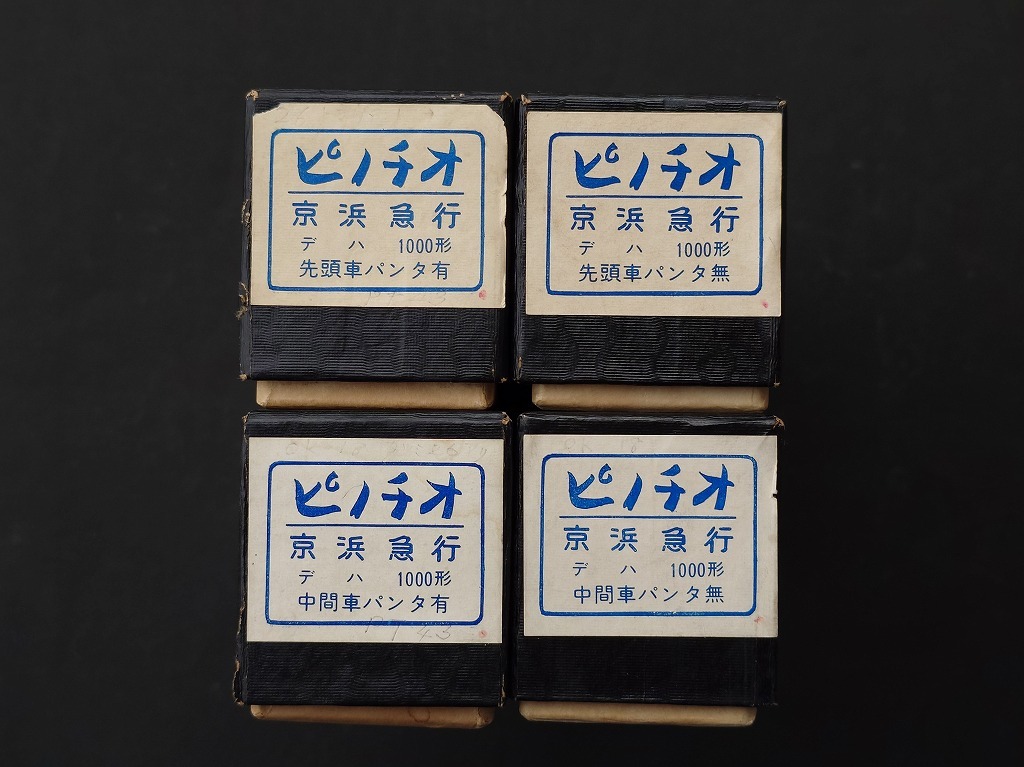 ピノチオ
京浜急行
デハ 1000形
先頭車パンタ有
ピノチオ
京浜急行
デハ 1000形
先頭車パンタ無
ピノチオ
京浜急行
デハ 1000形
中間車パンタ有
PT 43
ピノチオ
京浜急行
デハ 1000形
中間車パンタ無